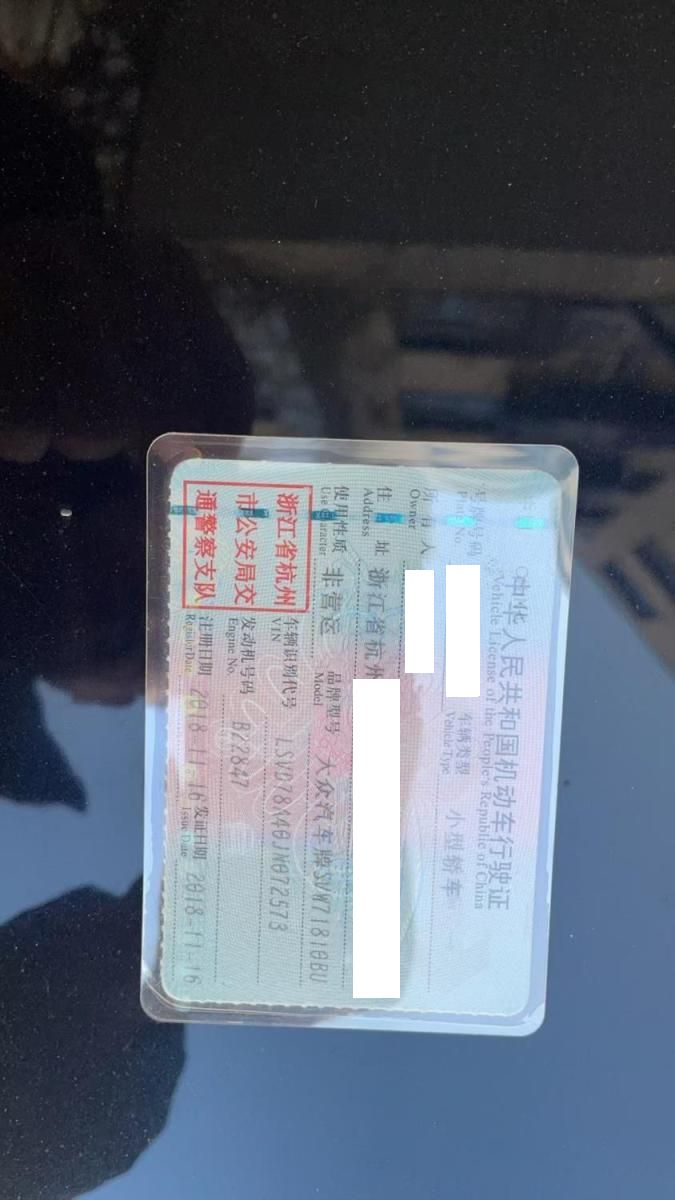 中华人民共和国机动车行驶证
Vehicle License of the People's Republic of China
号牌号码
Plate No.
车辆类型
Vehicle Type
小型轿车
所有人
Owner
住址
Address
浙江省杭州
使用性质
Use Character
非营运
品牌型号
Model
大众汽车牌SVW71810BU
浙江省杭州
市公安局交
通警察支队
车辆识别代号
VIN
发动机号码
Engine No.
B22847
注册日期
Register Date
2018-11-16
发证日期
Issue Date
2018-11-16